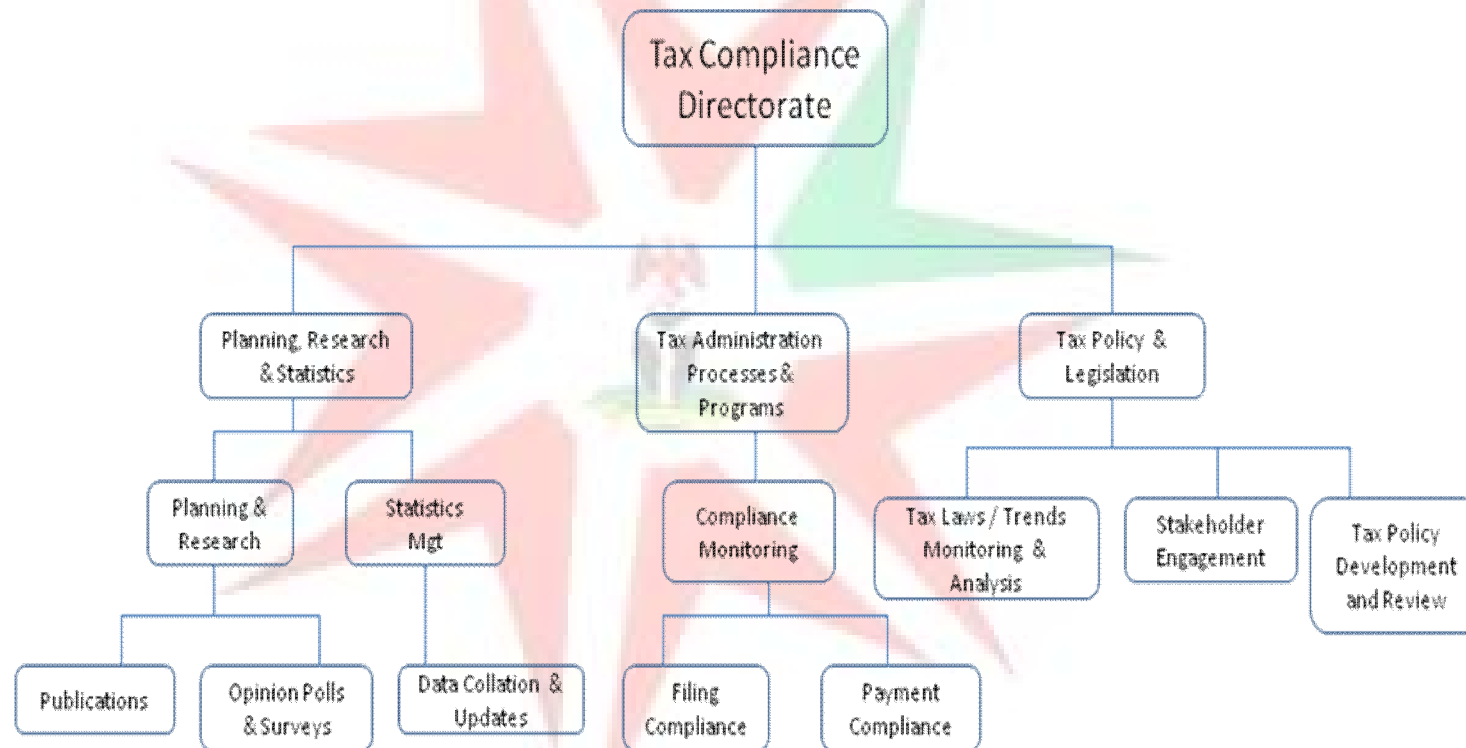 Tax Compliance
Directorate
Planning, Research
& Statistics
Tax Administration
Processes &
Programs
Tax Policy &
Legislation
Planning &
Research
Statistics
Mgt
Compliance
Monitoring
Tax Laws / Trends
Monitoring &
Analysis
Stakeholder
Engagement
Tax Policy
Development
and Review
Publications
Opinion Polls
& Surveys
Data Collation &
Updates
Filing
Compliance
Payment
Compliance